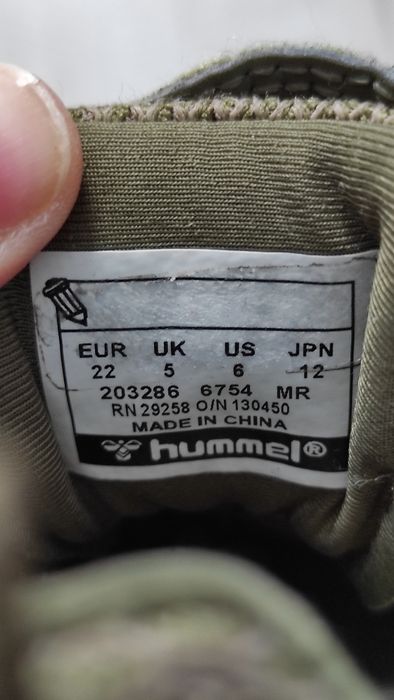 EUR UK US JPN
22 5 6 12
203286 6754 MR
RN 29258 O/N 130450
MADE IN CHINA
hummel®